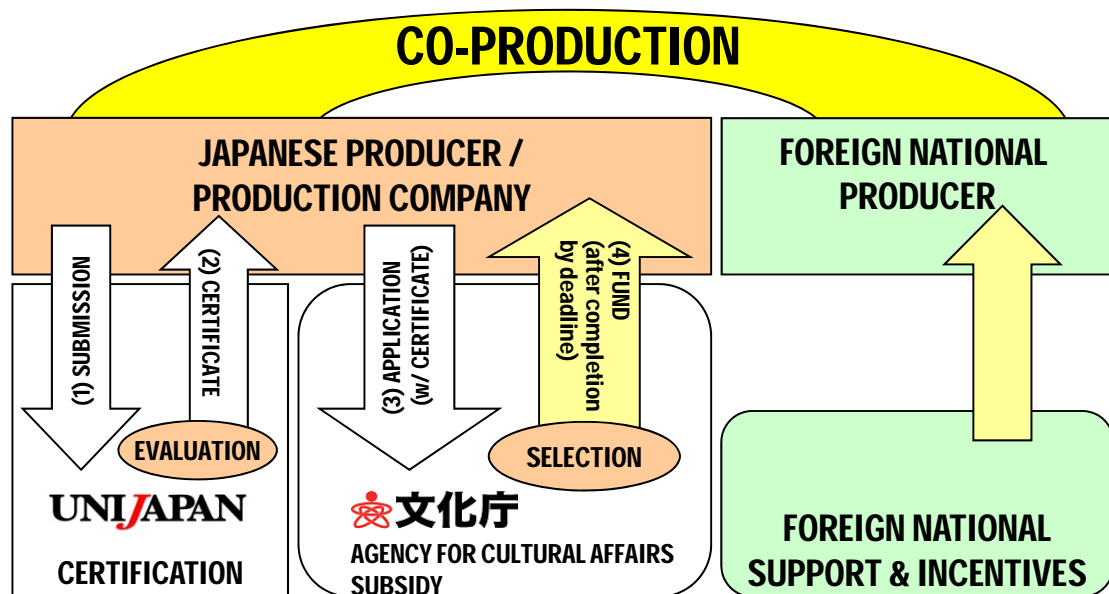 CO-PRODUCTION
JAPANESE PRODUCER /
PRODUCTION COMPANY
FOREIGN NATIONAL
PRODUCER
(1) SUBMISSION
(2) CERTIFICATE
(3) APPLICATION
(w/ CERTIFICATE)
(4) FUND
(after completion
by deadline)
EVALUATION
SELECTION
UNIJAPAN
CERTIFICATION
文化庁
AGENCY FOR CULTURAL AFFAIRS
SUBSIDY
FOREIGN NATIONAL
SUPPORT & INCENTIVES